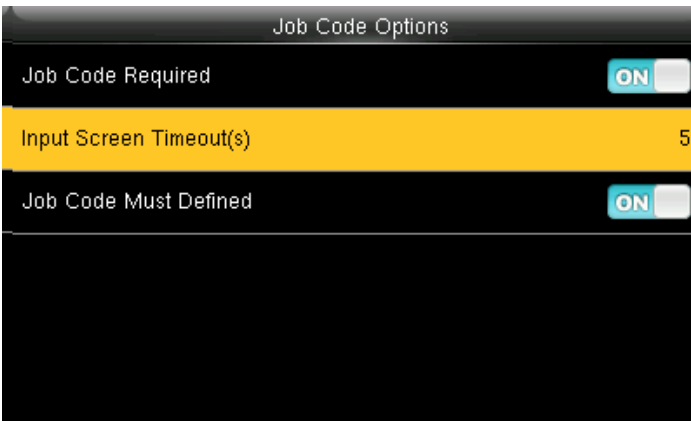 Job Code Options
Job Code Required ON
Input Screen Timeout(s) 5
Job Code Must Defined ON